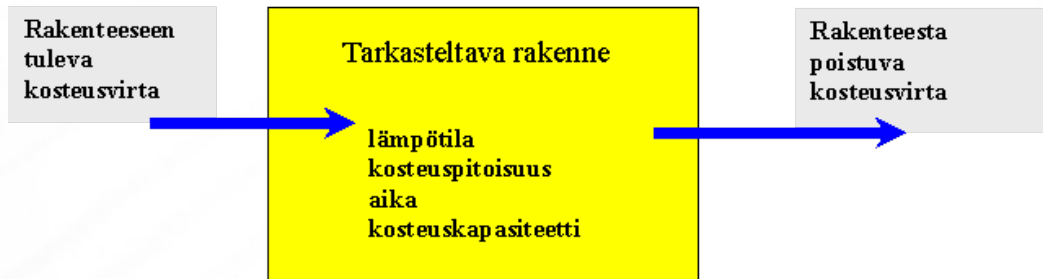 Rakenteeseen
tuleva
kosteusvirta
Tarkasteltava rakenne
lämpötila
kosteuspitoisuus
aika
kosteuskapasiteetti
Rakenteesta
poistuva
kosteusvirta